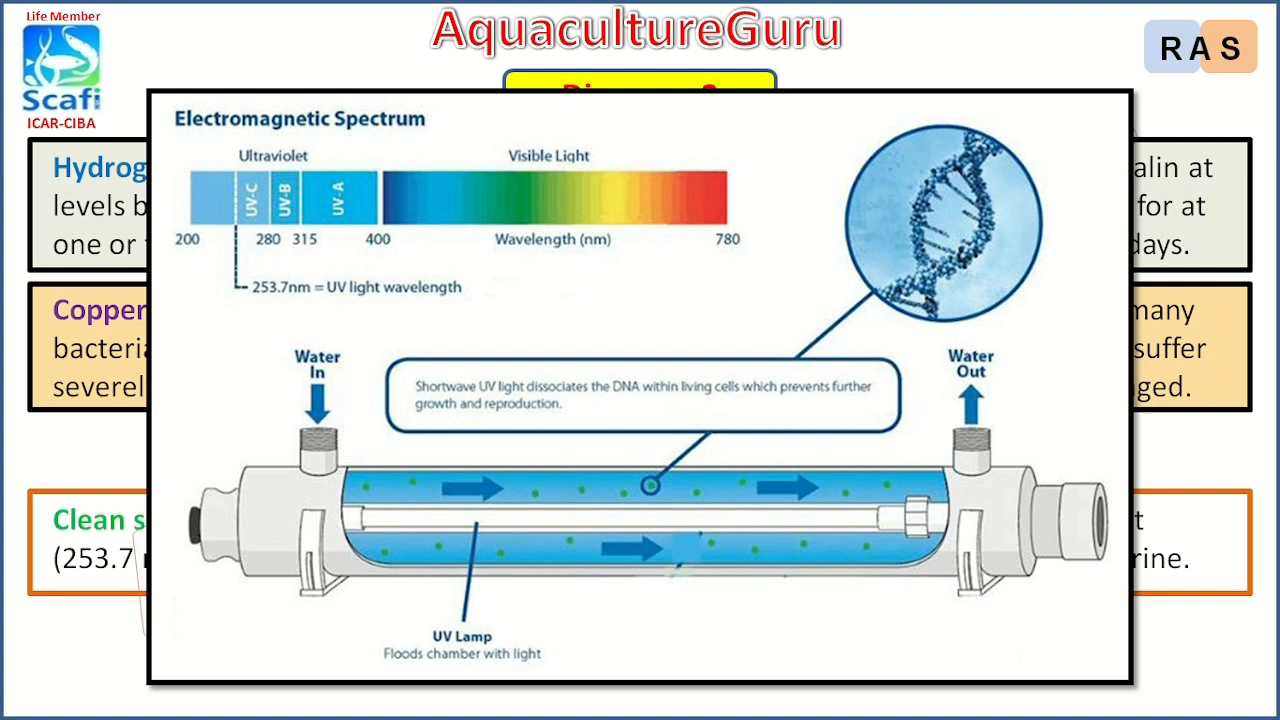 Life Member
Scafi
ICAR-CIBA
AquacultureGuru
R A S
alin at
levels b
for at
one or
days.
Copper
many
bacteria
suffer
severel
Clean s
(253.7
rine.
Electromagnetic Spectrum
Ultraviolet
Visible Light
UV-C
UV-B
UV-A
200
280
315
400
Wavelength (nm)
780
253.7nm = UV light wavelength
Water
In
Water
Out
Shortwave UV light dissociates the DNA within living cells which prevents further
growth and reproduction.
UV Lamp
Floods chamber with light